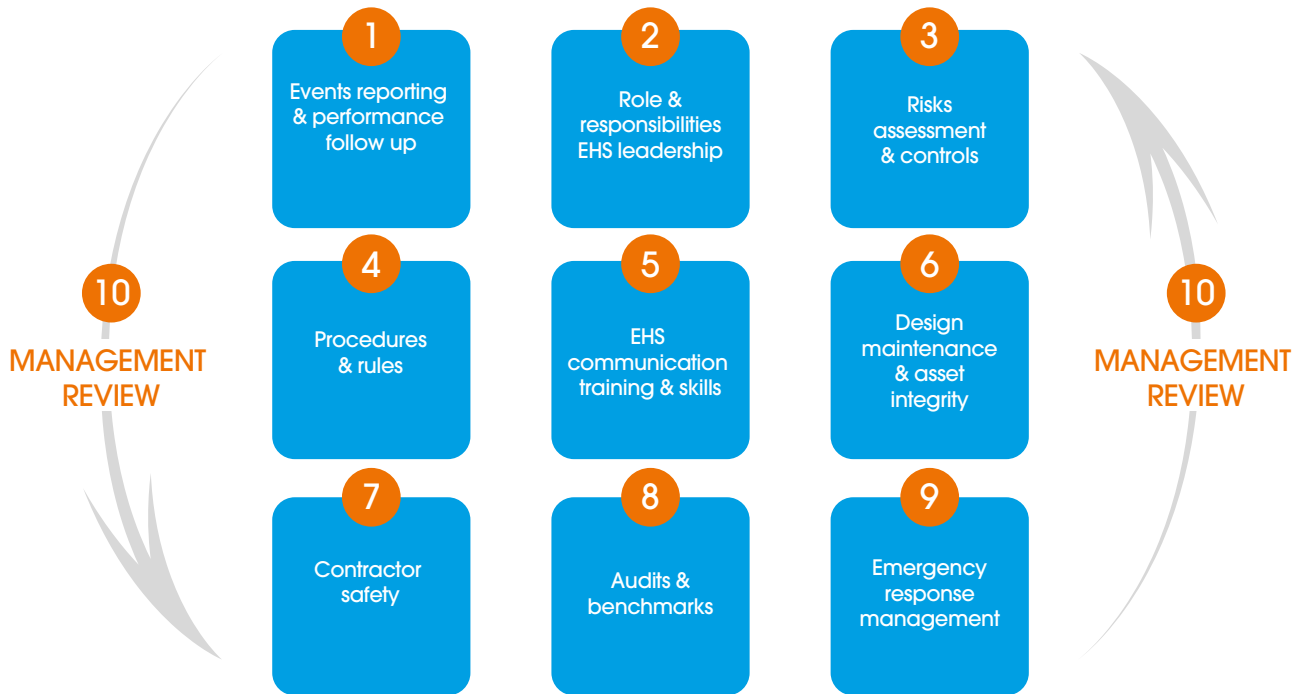 1
Events reporting
& performance
follow up
2
Role &
responsibilities
EHS leadership
3
Risks
assessment
& controls
10
MANAGEMENT
REVIEW
4
Procedures
& rules
5
EHS
communication
training & skills
6
Design
maintenance
& asset
integrity
10
MANAGEMENT
REVIEW
7
Contractor
safety
8
Audits &
benchmarks
9
Emergency
response
management